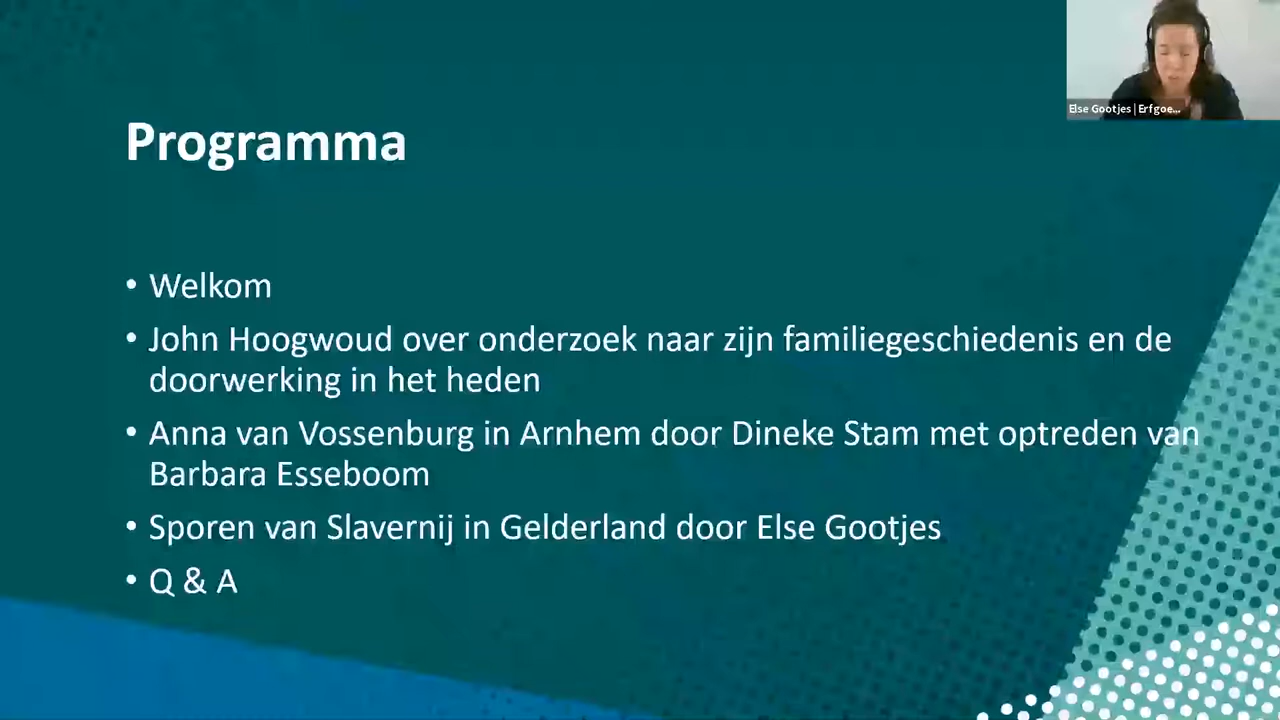 Else Gootjes | Erfgoe...
Programma
• Welkom
• John Hoogwoud over onderzoek naar zijn familiegeschiedenis en de
doorwerking in het heden
• Anna van Vossenburg in Arnhem door Dineke Stam met optreden van
Barbara Esseboom
• Sporen van Slavernij in Gelderland door Else Gootjes
• Q & A